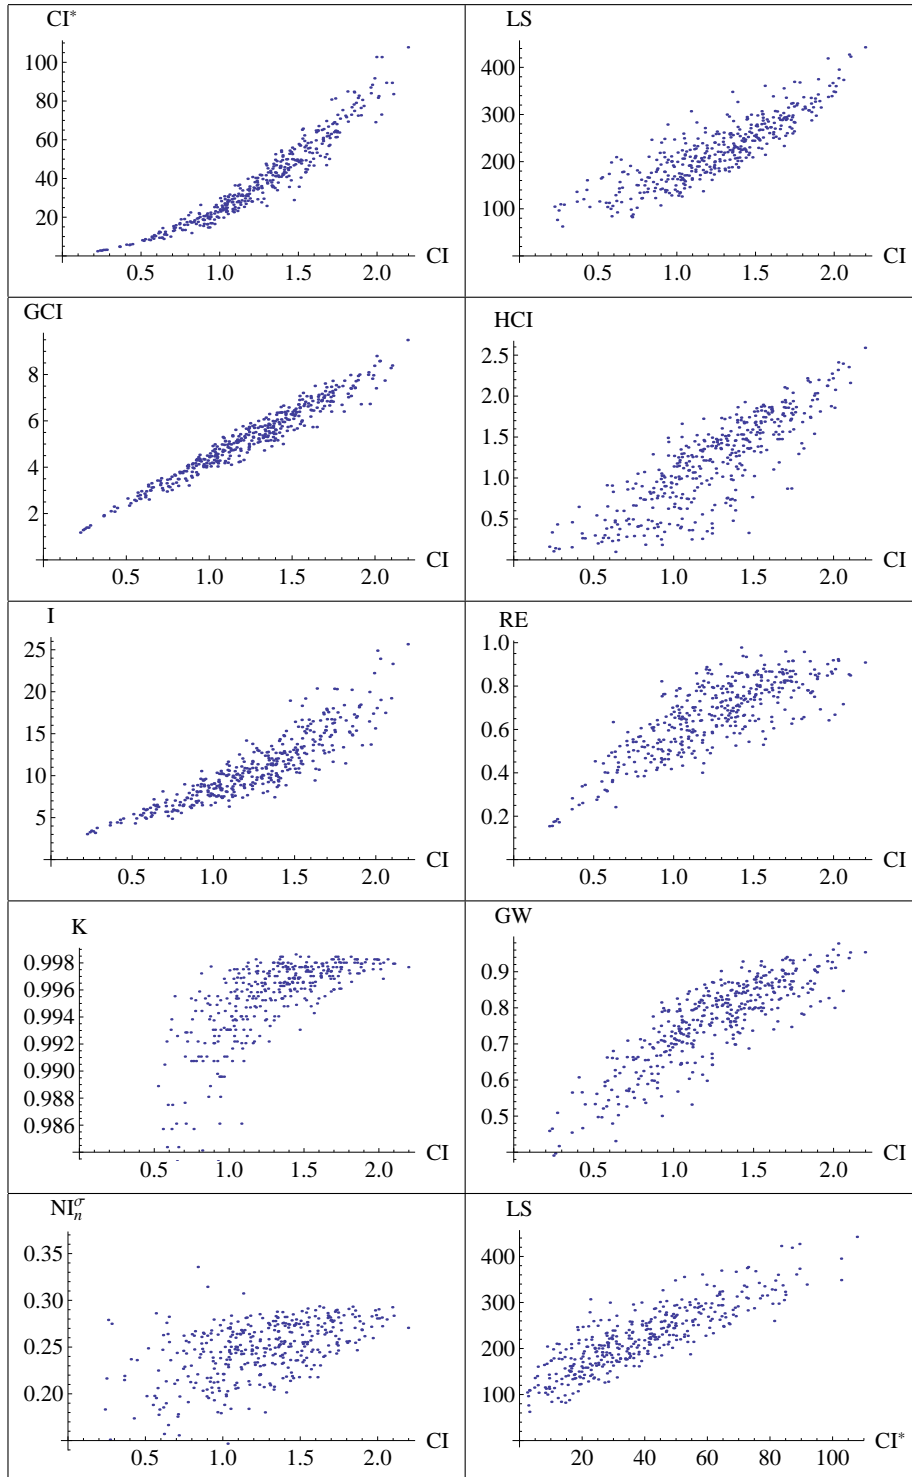 CI*
100
80
60
40
20
0.5 1.0 1.5 2.0 CI
LS
400
300
200
100
0.5 1.0 1.5 2.0 CI
GCI
8
6
4
2
0.5 1.0 1.5 2.0 CI
HCI
2.5
2.0
1.5
1.0
0.5
0.5 1.0 1.5 2.0 CI
I
25
20
15
10
5
0.5 1.0 1.5 2.0 CI
RE
1.0
0.8
0.6
0.4
0.2
0.5 1.0 1.5 2.0 CI
K
0.998
0.996
0.994
0.992
0.990
0.988
0.986
0.5 1.0 1.5 2.0 CI
GW
0.9
0.8
0.7
0.6
0.5
0.5 1.0 1.5 2.0 CI
NI_n^σ
0.35
0.30
0.25
0.20
0.5 1.0 1.5 2.0 CI
LS
400
300
200
100
20 40 60 80 100 CI*